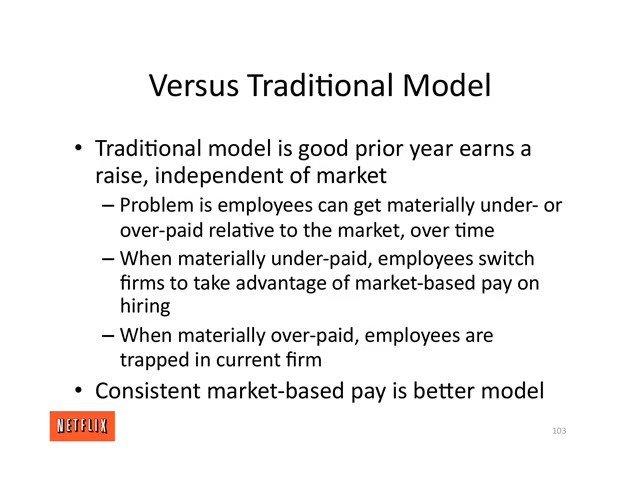 Versus Traditional Model
• Traditional model is good prior year earns a
raise, independent of market
– Problem is employees can get materially under- or
over-paid relative to the market, over time
– When materially under-paid, employees switch
firms to take advantage of market-based pay on
hiring
– When materially over-paid, employees are
trapped in current firm
• Consistent market-based pay is better model
NETFLIX
103